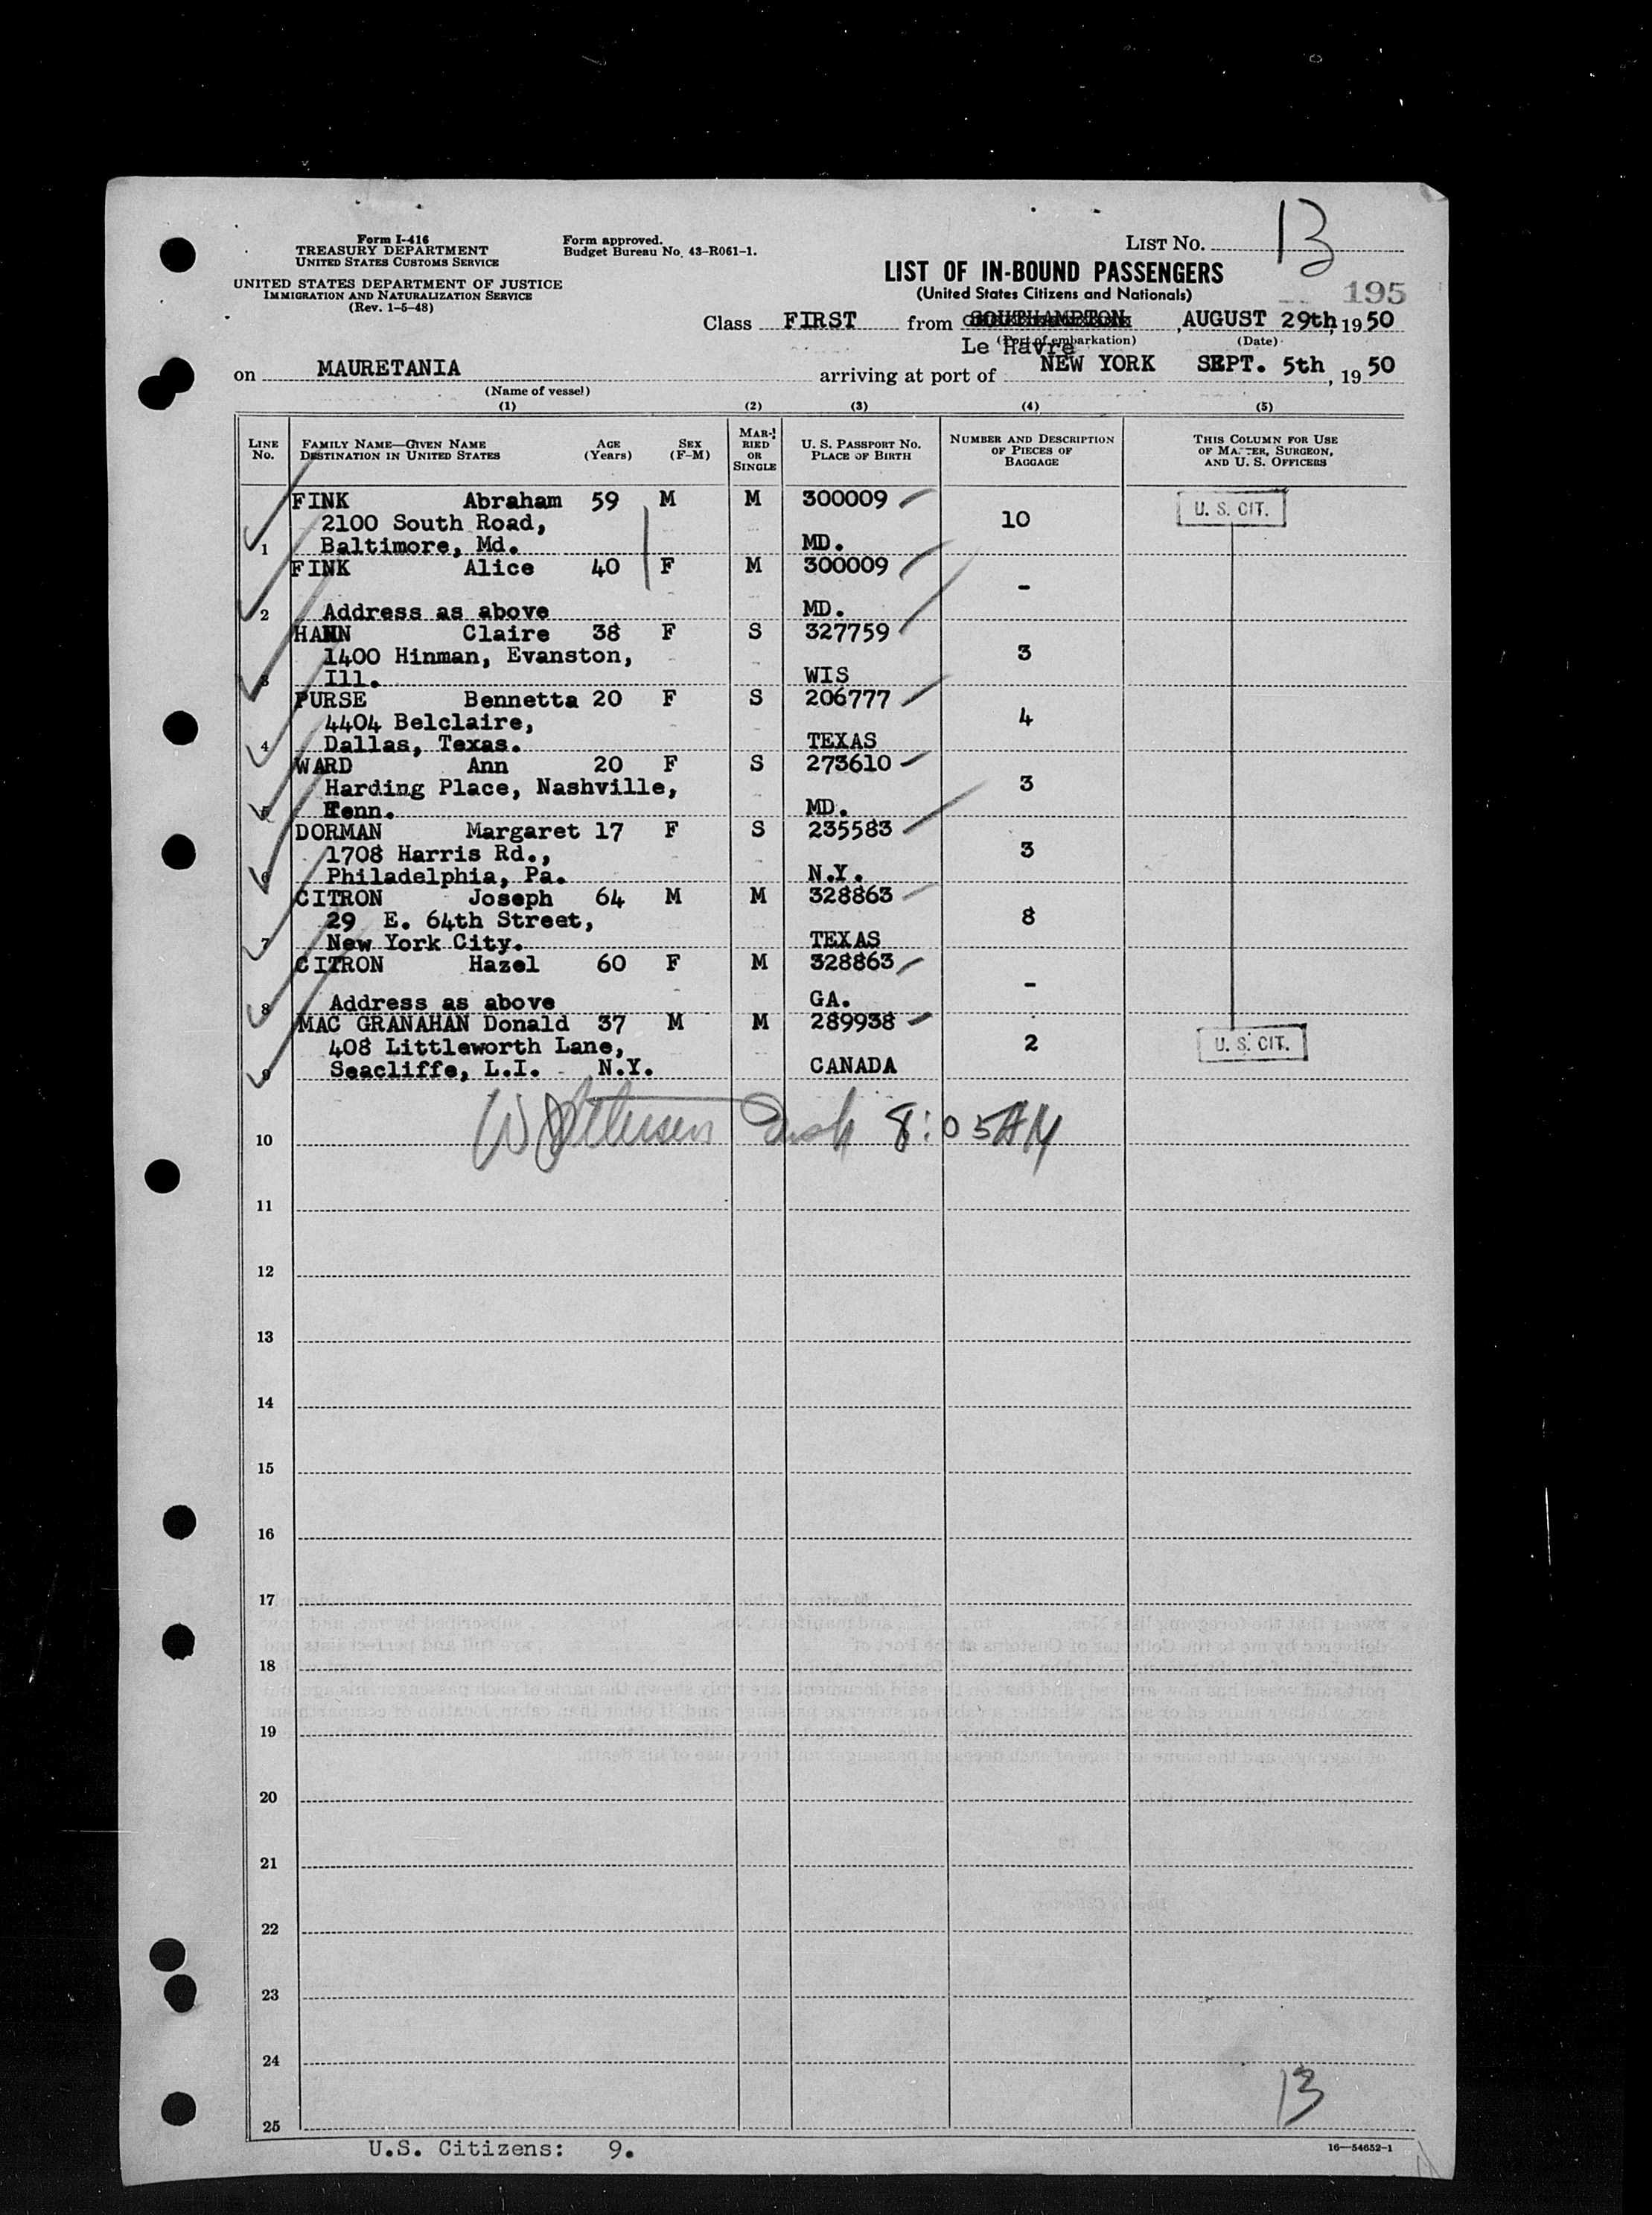 Form I-416
TREASURY DEPARTMENT
UNITED STATES CUSTOMS SERVICE
UNITED STATES DEPARTMENT OF JUSTICE
IMMIGRATION AND NATURALIZATION SERVICE
(Rev. 1-5-48)
Form approved.
Budget Bureau No. 43-R061-1.
LIST NO. 13
LIST OF IN-BOUND PASSENGERS
(United States Citizens and Nationals)
195
Class FIRST from SOUTHAMPTON, AUGUST 29th, 1950
(Port of embarkation) (Date)
Le Havre
on MAURETANIA arriving at port of NEW YORK SEPT. 5th, 1950
(Name of vessel)
(1) (2) (3) (4) (5)
LINE No. FAMILY NAME—GIVEN NAME DESTINATION IN UNITED STATES AGE (Years) SEX (F-M) MARRIED OR SINGLE U. S. PASSPORT No. PLACE OF BIRTH NUMBER AND DESCRIPTION OF PIECES OF BAGGAGE THIS COLUMN FOR USE OF MASTER, SURGEON, AND U. S. OFFICERS
FINK Abraham 59 M M 300009
2100 South Road, 10 U. S. CIT.
1 Baltimore, Md. MD.
FINK Alice 40 F M 300009
-
2 Address as above MD.
HANN Claire 38 F S 327759
1400 Hinman, Evanston, 3
3 Ill. WIS
PURSE Bennetta 20 F S 206777
4404 Belclaire, 4
4 Dallas, Texas. TEXAS
WARD Ann 20 F S 273610
Harding Place, Nashville, 3
5 Tenn. MD.
DORMAN Margaret 17 F S 235583
1708 Harris Rd., 3
6 Philadelphia, Pa. N.Y.
CITRON Joseph 64 M M 328863
29 E. 64th Street, 8
7 New York City. TEXAS
CITRON Hazel 60 F M 328863
-
8 Address as above GA.
MAC GRANAHAN Donald 37 M M 289938
408 Littleworth Lane, 2 U. S. CIT.
9 Seacliffe, L.I. - N.Y. CANADA
8:05 AM
10
11
12
13
14
15
16
17
18
19
20
21
22
23
24
13
25
U.S. Citizens: 9.
16—54652-1